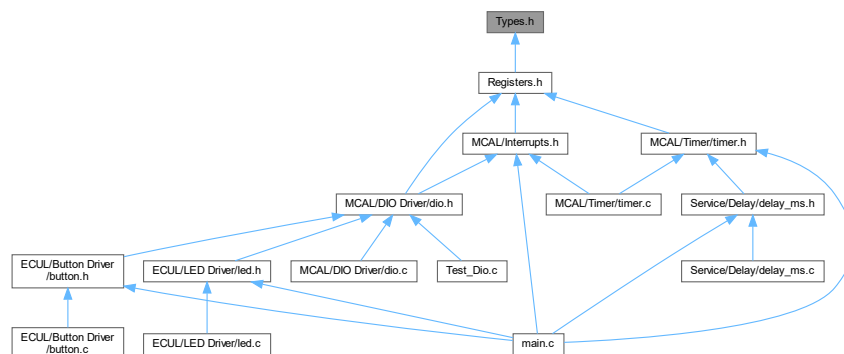 Types.h
Registers.h
MCAL/Interrupts.h
MCAL/Timer/timer.h
MCAL/DIO Driver/dio.h
MCAL/Timer/timer.c
Service/Delay/delay_ms.h
ECUL/Button Driver
/button.h
ECUL/LED Driver/led.h
MCAL/DIO Driver/dio.c
Test_Dio.c
Service/Delay/delay_ms.c
ECUL/Button Driver
/button.c
ECUL/LED Driver/led.c
main.c